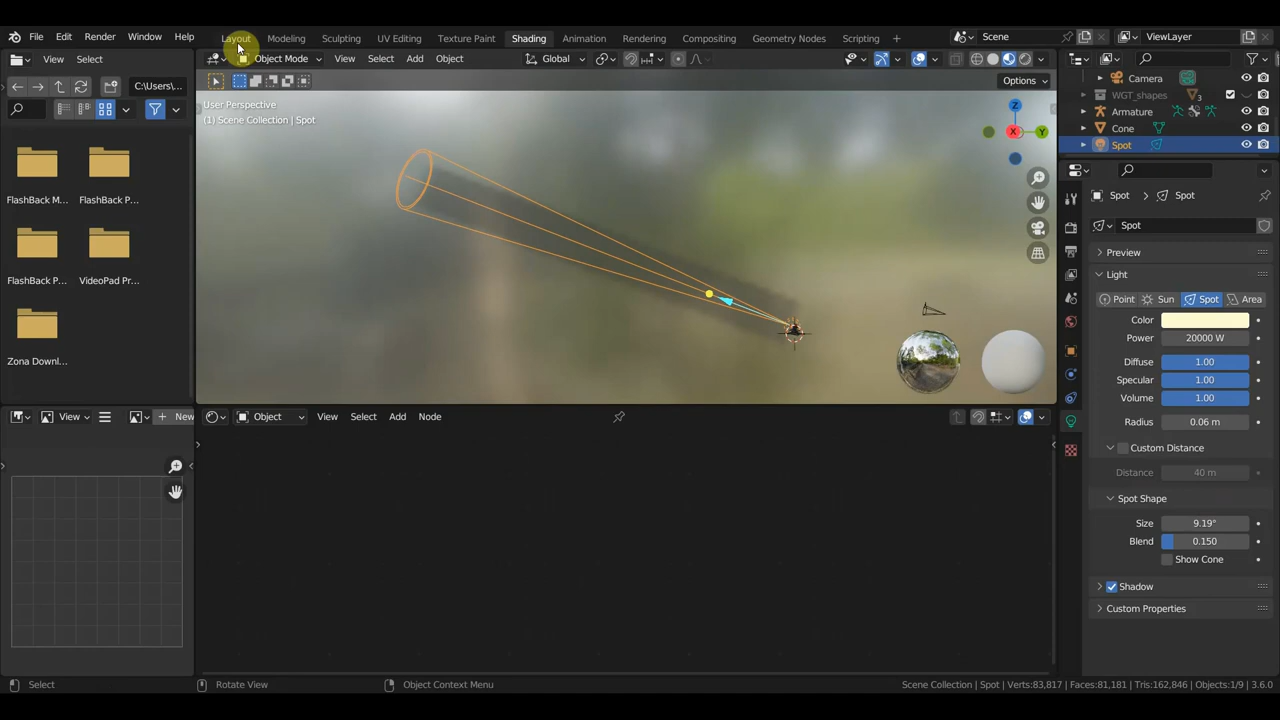 File Edit Render Window Help Layout Modeling Sculpting UV Editing Texture Paint Shading Animation Rendering Compositing Geometry Nodes Scripting + Scene ViewLayer
View Select Object Mode View Select Add Object Global
C:\Users\... Options
User Perspective
(1) Scene Collection | Spot
Z
X
Y
FlashBack M...
FlashBack P...
FlashBack P...
VideoPad Pr...
Zona Downl...
View New
Object View Select Add Node
Camera
WGT_shapes 3
Armature
Cone
Spot
Spot Spot
Spot
Preview
Light
Point Sun Spot Area
Color
Power 20000 W
Diffuse 1.00
Specular 1.00
Volume 1.00
Radius 0.06 m
Custom Distance
Distance 40 m
Spot Shape
Size 9.19°
Blend 0.150
Show Cone
Shadow
Custom Properties
Select Rotate View Object Context Menu Scene Collection | Spot | Verts:83,817 | Faces:81,181 | Tris:162,846 | Objects:1/9 | 3.6.0